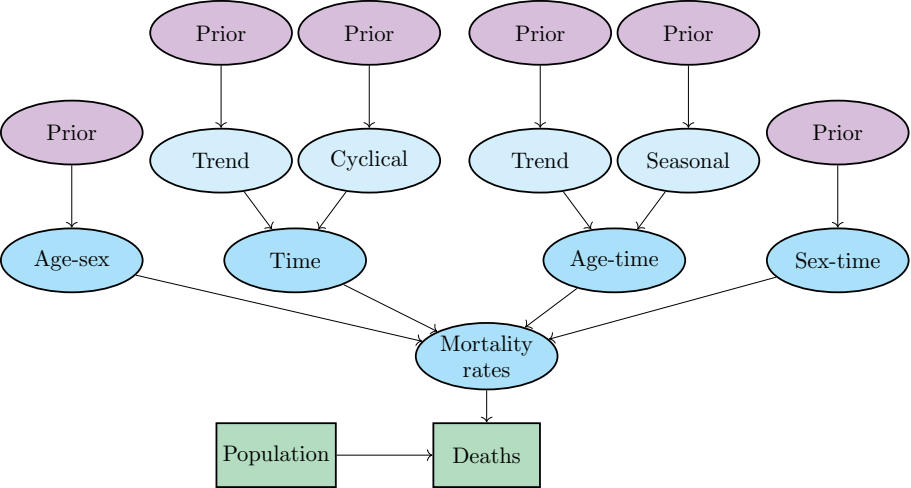 Prior
Prior
Prior
Prior
Prior
Prior
Trend
Cyclical
Trend
Seasonal
Age-sex
Time
Age-time
Sex-time
Mortality
rates
Population
Deaths